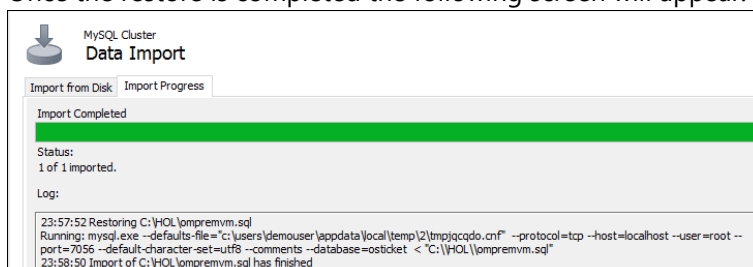 Once the restore is completed the following screen will appear.
MySQL Cluster
Data Import
Import from Disk Import Progress
Import Completed
Status:
1 of 1 imported.
Log:
23:57:52 Restoring C:\HOL\ompremvm.sql
Running: mysql.exe --defaults-file="c:\users\demouser\appdata\local\temp\2\tmpjqcqdo.cnf" --protocol=tcp --host=localhost --user=root --
port=7056 --default-character-set=utf8 --comments --database=osticket < "C:\\HOL\\ompremvm.sql"
23:58:50 Import of C:\HOL\ompremvm.sql has finished